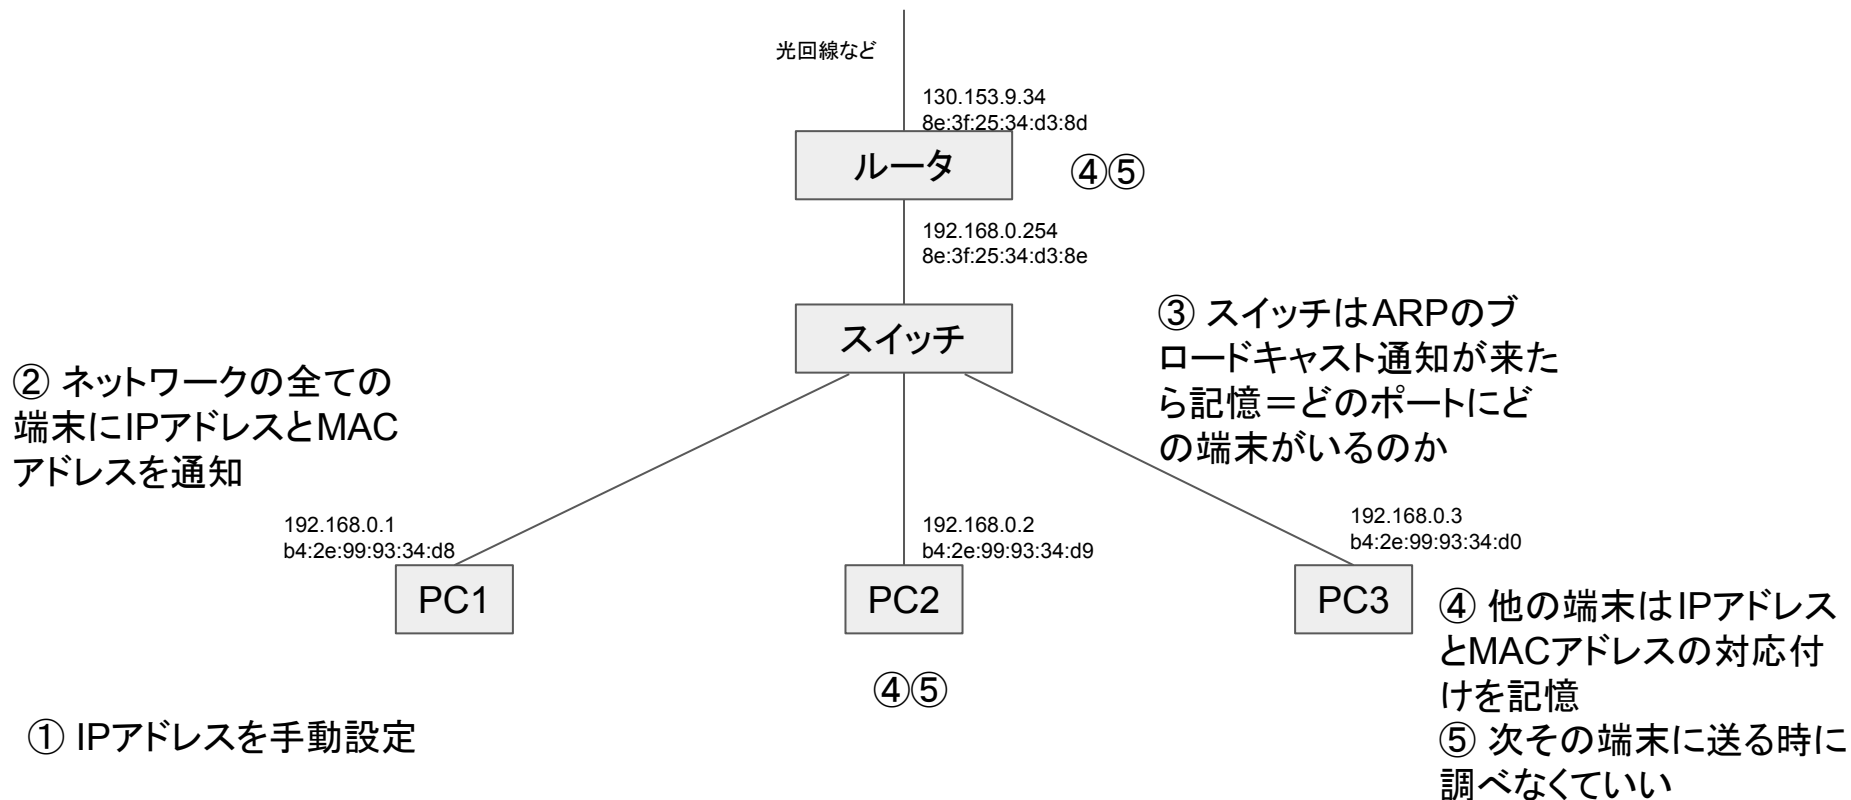 光回線など
130.153.9.34
8e:3f:25:34:d3:8d
ルータ
④⑤
192.168.0.254
8e:3f:25:34:d3:8e
スイッチ
③ スイッチはARPのブ
ロードキャスト通知が来た
ら記憶＝どのポートにど
の端末がいるのか
② ネットワークの全ての
端末にIPアドレスとMAC
アドレスを通知
192.168.0.1
b4:2e:99:93:34:d8
PC1
192.168.0.2
b4:2e:99:93:34:d9
PC2
④⑤
192.168.0.3
b4:2e:99:93:34:d0
PC3
④ 他の端末はIPアドレス
とMACアドレスの対応付
けを記憶
⑤ 次その端末に送る時に
調べなくていい
① IPアドレスを手動設定